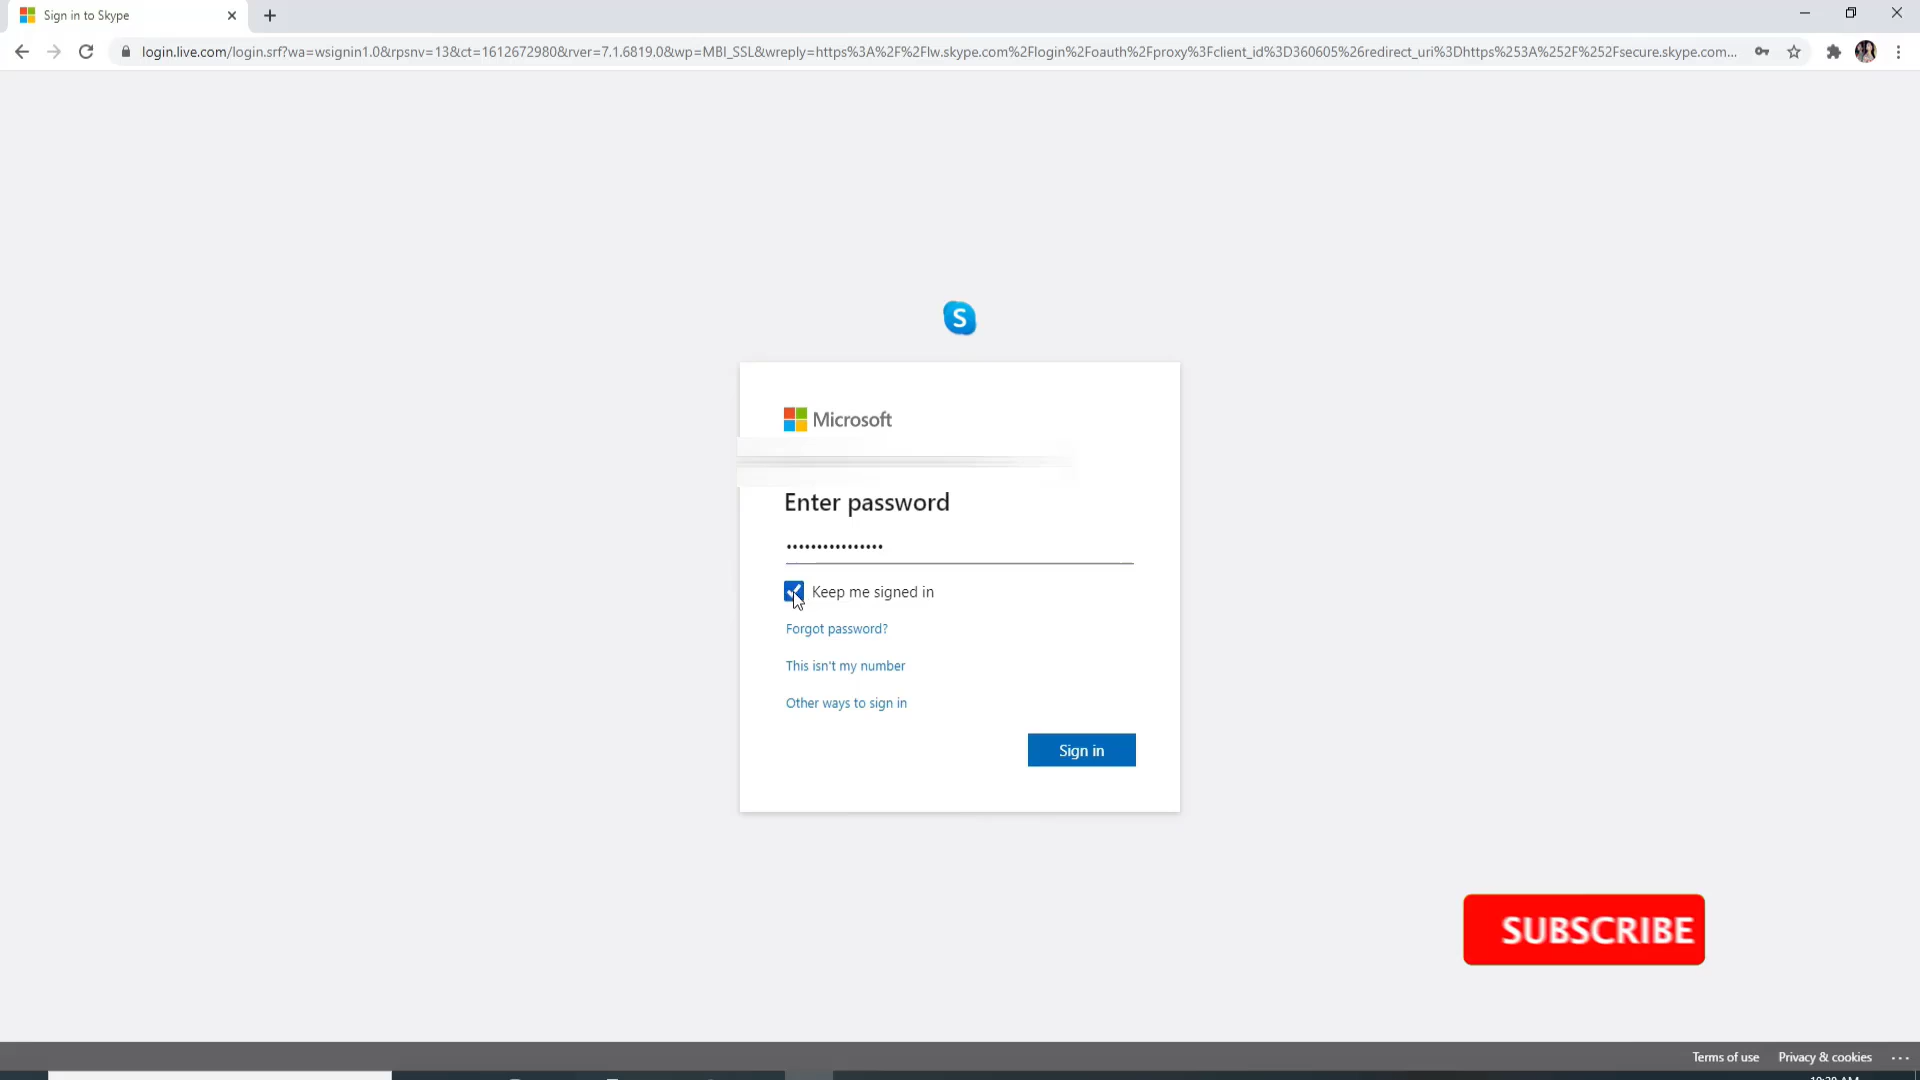 Sign in to Skype
login.live.com/login.srf?wa=wsignin1.0&rpsnv=13&ct=1612672980&rver=7.1.6819.0&wp=MBI_SSL&wreply=https%3A%2F%2Flw.skype.com%2Flogin%2Foauth%2Fproxy%3Fclient_id%3D360605%26redirect_uri%3Dhttps%253A%252F%252Fsecure.skype.com...
S
Microsoft
Enter password
Keep me signed in
Forgot password?
This isn't my number
Other ways to sign in
Sign in
SUBSCRIBE
Terms of use Privacy & cookies ...